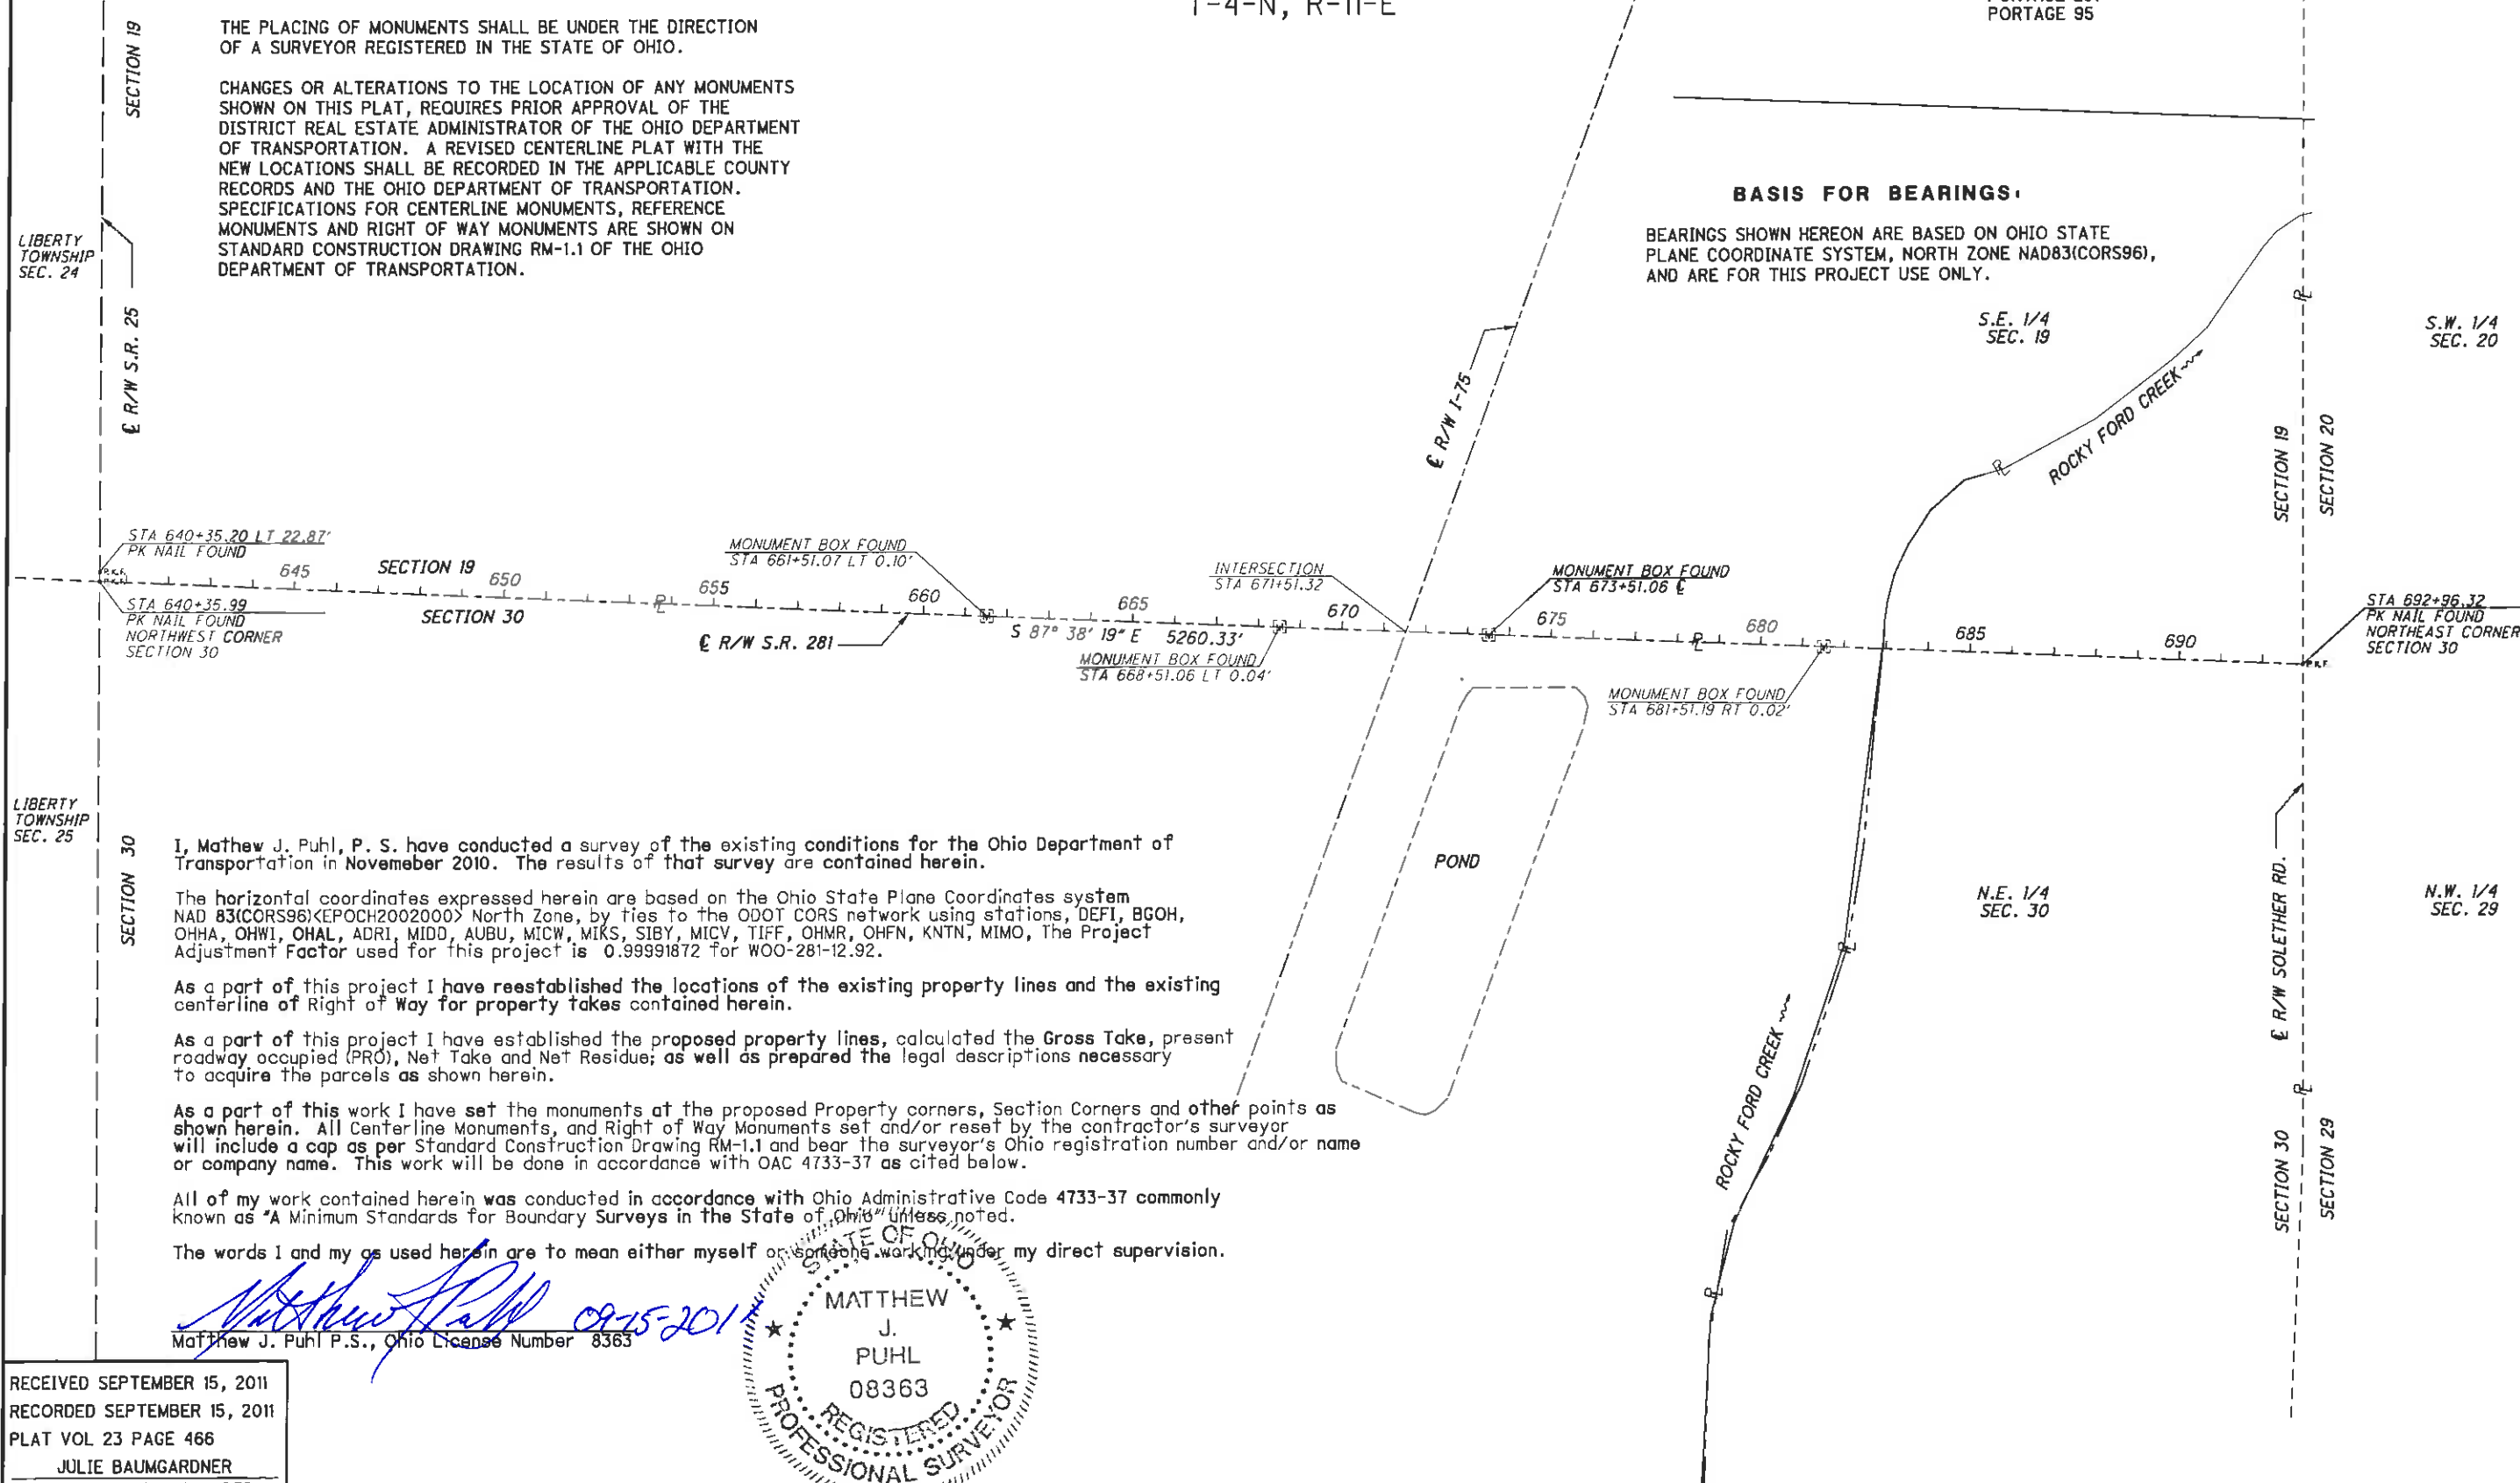 T-4-N, R-11-E
PORTAGE 95
THE PLACING OF MONUMENTS SHALL BE UNDER THE DIRECTION
OF A SURVEYOR REGISTERED IN THE STATE OF OHIO.
CHANGES OR ALTERATIONS TO THE LOCATION OF ANY MONUMENTS
SHOWN ON THIS PLAT, REQUIRES PRIOR APPROVAL OF THE
DISTRICT REAL ESTATE ADMINISTRATOR OF THE OHIO DEPARTMENT
OF TRANSPORTATION. A REVISED CENTERLINE PLAT WITH THE
NEW LOCATIONS SHALL BE RECORDED IN THE APPLICABLE COUNTY
RECORDS AND THE OHIO DEPARTMENT OF TRANSPORTATION.
SPECIFICATIONS FOR CENTERLINE MONUMENTS, REFERENCE
MONUMENTS AND RIGHT OF WAY MONUMENTS ARE SHOWN ON
STANDARD CONSTRUCTION DRAWING RM-1.1 OF THE OHIO
DEPARTMENT OF TRANSPORTATION.
SECTION 19
LIBERTY
TOWNSHIP
SEC. 24
℄ R/W S.R. 25
BASIS FOR BEARINGS:
BEARINGS SHOWN HEREON ARE BASED ON OHIO STATE
PLANE COORDINATE SYSTEM, NORTH ZONE NAD83(CORS96),
AND ARE FOR THIS PROJECT USE ONLY.
℄ R/W I-75
S.E. 1/4
SEC. 19
S.W. 1/4
SEC. 20
PL
ROCKY FORD CREEK
PL
SECTION 19
SECTION 20
STA 640+35.20 LT 22.87'
PK NAIL FOUND
P.K.F.
P.K.F.
STA 640+35.99
PK NAIL FOUND
NORTHWEST CORNER
SECTION 30
645
SECTION 19
650
SECTION 30
PL
655
MONUMENT BOX FOUND
STA 661+51.07 LT 0.10'
660
℄ R/W S.R. 281
665
S 87° 38' 19" E 5260.33'
MONUMENT BOX FOUND
STA 668+51.06 LT 0.04'
INTERSECTION
STA 671+51.32
670
MONUMENT BOX FOUND
STA 673+51.06 ℄
675
PL
680
MONUMENT BOX FOUND
STA 681+51.19 RT 0.02'
685
690
P.K.F.
STA 692+96.32
PK NAIL FOUND
NORTHEAST CORNER
SECTION 30
LIBERTY
TOWNSHIP
SEC. 25
SECTION 30
I, Mathew J. Puhl, P. S. have conducted a survey of the existing conditions for the Ohio Department of
Transportation in Novemeber 2010. The results of that survey are contained herein.
The horizontal coordinates expressed herein are based on the Ohio State Plane Coordinates system
NAD 83(CORS96)<EPOCH2002000> North Zone, by ties to the ODOT CORS network using stations, DEFI, BGOH,
OHHA, OHWI, OHAL, ADRI, MIDD, AUBU, MICW, MIKS, SIBY, MICV, TIFF, OHMR, OHFN, KNTN, MIMO, The Project
Adjustment Factor used for this project is 0.99991872 for WOO-281-12.92.
As a part of this project I have reestablished the locations of the existing property lines and the existing
centerline of Right of Way for property takes contained herein.
As a part of this project I have established the proposed property lines, calculated the Gross Take, present
roadway occupied (PRO), Net Take and Net Residue; as well as prepared the legal descriptions necessary
to acquire the parcels as shown herein.
As a part of this work I have set the monuments at the proposed Property corners, Section Corners and other points as
shown herein. All Centerline Monuments, and Right of Way Monuments set and/or reset by the contractor's surveyor
will include a cap as per Standard Construction Drawing RM-1.1 and bear the surveyor's Ohio registration number and/or name
or company name. This work will be done in accordance with OAC 4733-37 as cited below.
All of my work contained herein was conducted in accordance with Ohio Administrative Code 4733-37 commonly
known as "A Minimum Standards for Boundary Surveys in the State of Ohio" unless noted.
The words I and my as used herein are to mean either myself or someone working under my direct supervision.
Matthew J Puhl 09-15-2011
Matthew J. Puhl P.S., Ohio License Number 8363
STATE OF OHIO
MATTHEW
J.
PUHL
08363
REGISTERED
PROFESSIONAL SURVEYOR
POND
PL
ROCKY FORD CREEK
PL
N.E. 1/4
SEC. 30
N.W. 1/4
SEC. 29
℄ R/W SOLETHER RD.
PL
SECTION 30
SECTION 29
RECEIVED SEPTEMBER 15, 2011
RECORDED SEPTEMBER 15, 2011
PLAT VOL 23 PAGE 466
JULIE BAUMGARDNER